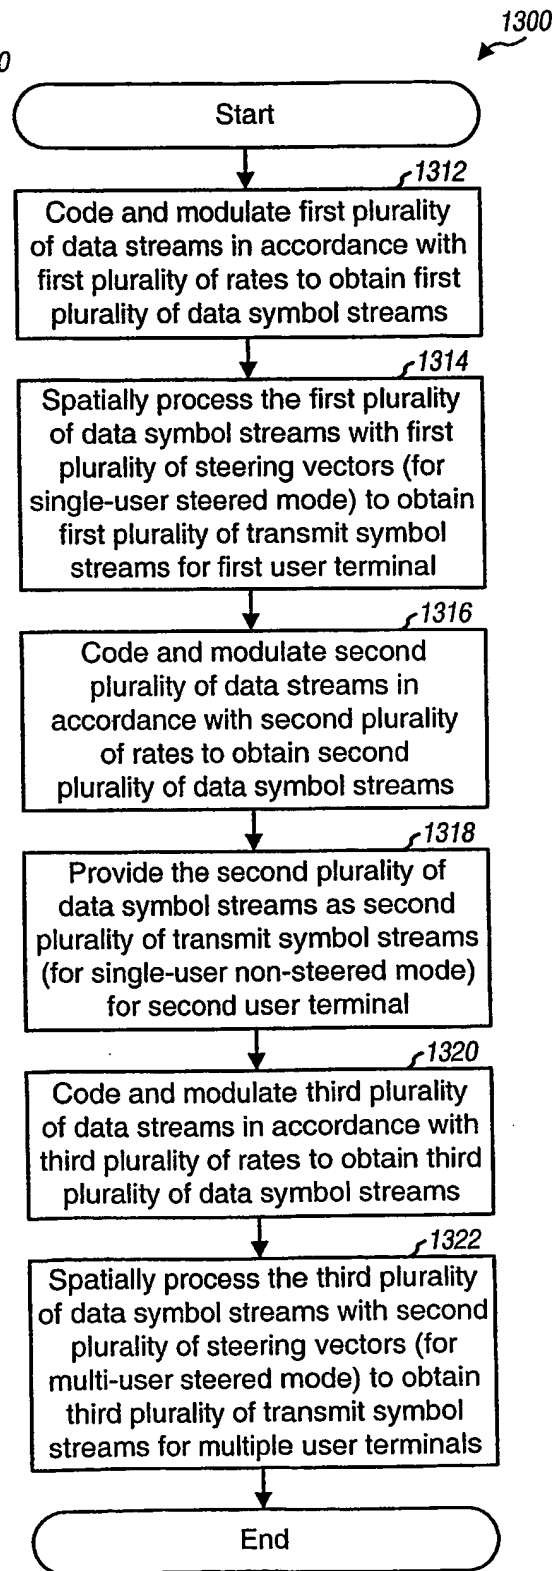 1300
0
Start
1312
Code and modulate first plurality
of data streams in accordance with
first plurality of rates to obtain first
plurality of data symbol streams
1314
Spatially process the first plurality
of data symbol streams with first
plurality of steering vectors (for
single-user steered mode) to obtain
first plurality of transmit symbol
streams for first user terminal
1316
Code and modulate second
plurality of data streams in
accordance with second plurality
of rates to obtain second
plurality of data symbol streams
1318
Provide the second plurality of
data symbol streams as second
plurality of transmit symbol streams
(for single-user non-steered mode)
for second user terminal
1320
Code and modulate third plurality
of data streams in accordance with
third plurality of rates to obtain third
plurality of data symbol streams
1322
Spatially process the third plurality
of data symbol streams with second
plurality of steering vectors (for
multi-user steered mode) to obtain
third plurality of transmit symbol
streams for multiple user terminals
End